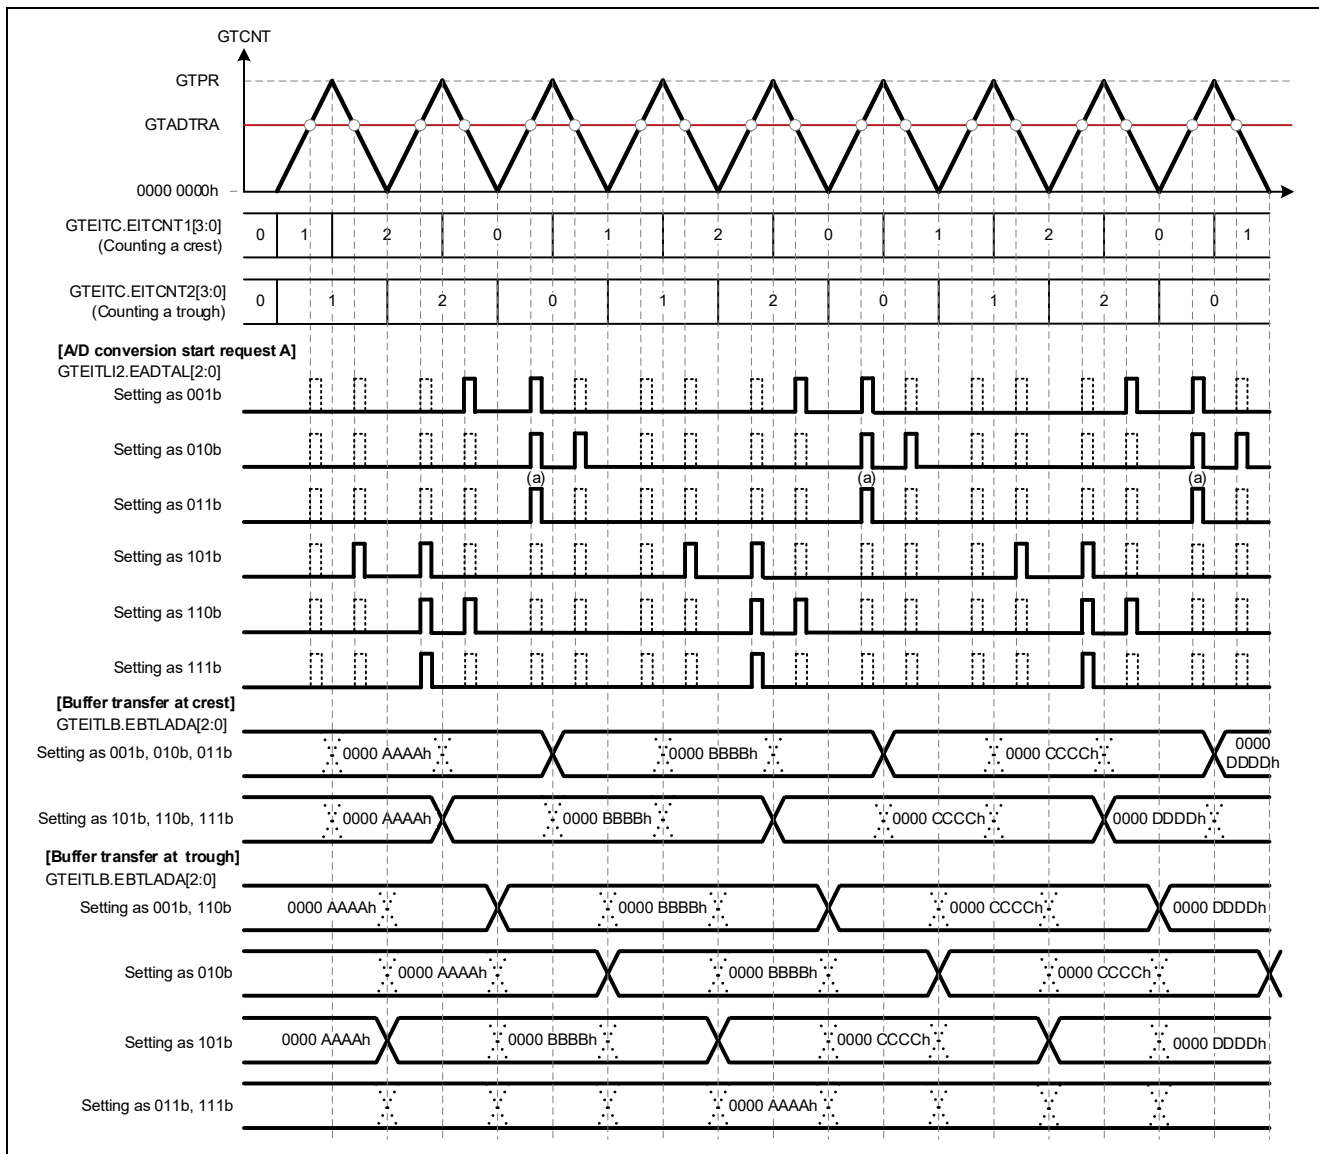 GTCNT
GTPR
GTADTRA
0000 0000h
GTEITC.EITCNT1[3:0]
(Counting a crest)
0 1 2 0 1 2 0 1 2 0 1
GTEITC.EITCNT2[3:0]
(Counting a trough)
0 1 2 0 1 2 0 1 2 0
[A/D conversion start request A]
GTEITLI2.EADTAL[2:0]
Setting as 001b
Setting as 010b
(a) (a) (a)
Setting as 011b
Setting as 101b
Setting as 110b
Setting as 111b
[Buffer transfer at crest]
GTEITLB.EBTLADA[2:0]
Setting as 001b, 010b, 011b 0000 AAAAh 0000 BBBBh 0000 CCCCh 0000
DDDDh
Setting as 101b, 110b, 111b 0000 AAAAh 0000 BBBBh 0000 CCCCh 0000 DDDDh
[Buffer transfer at trough]
GTEITLB.EBTLADA[2:0]
Setting as 001b, 110b 0000 AAAAh 0000 BBBBh 0000 CCCCh 0000 DDDDh
Setting as 010b 0000 AAAAh 0000 BBBBh 0000 CCCCh
Setting as 101b 0000 AAAAh 0000 BBBBh 0000 CCCCh 0000 DDDDh
Setting as 011b, 111b 0000 AAAAh